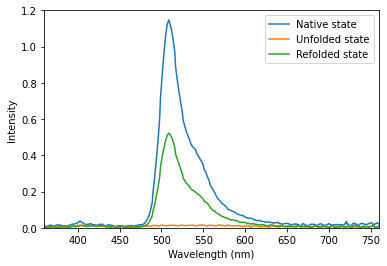 Native state
Unfolded state
Refolded state
Intensity
1.2
1.0
0.8
0.6
0.4
0.2
0.0
400 450 500 550 600 650 700 750
Wavelength (nm)